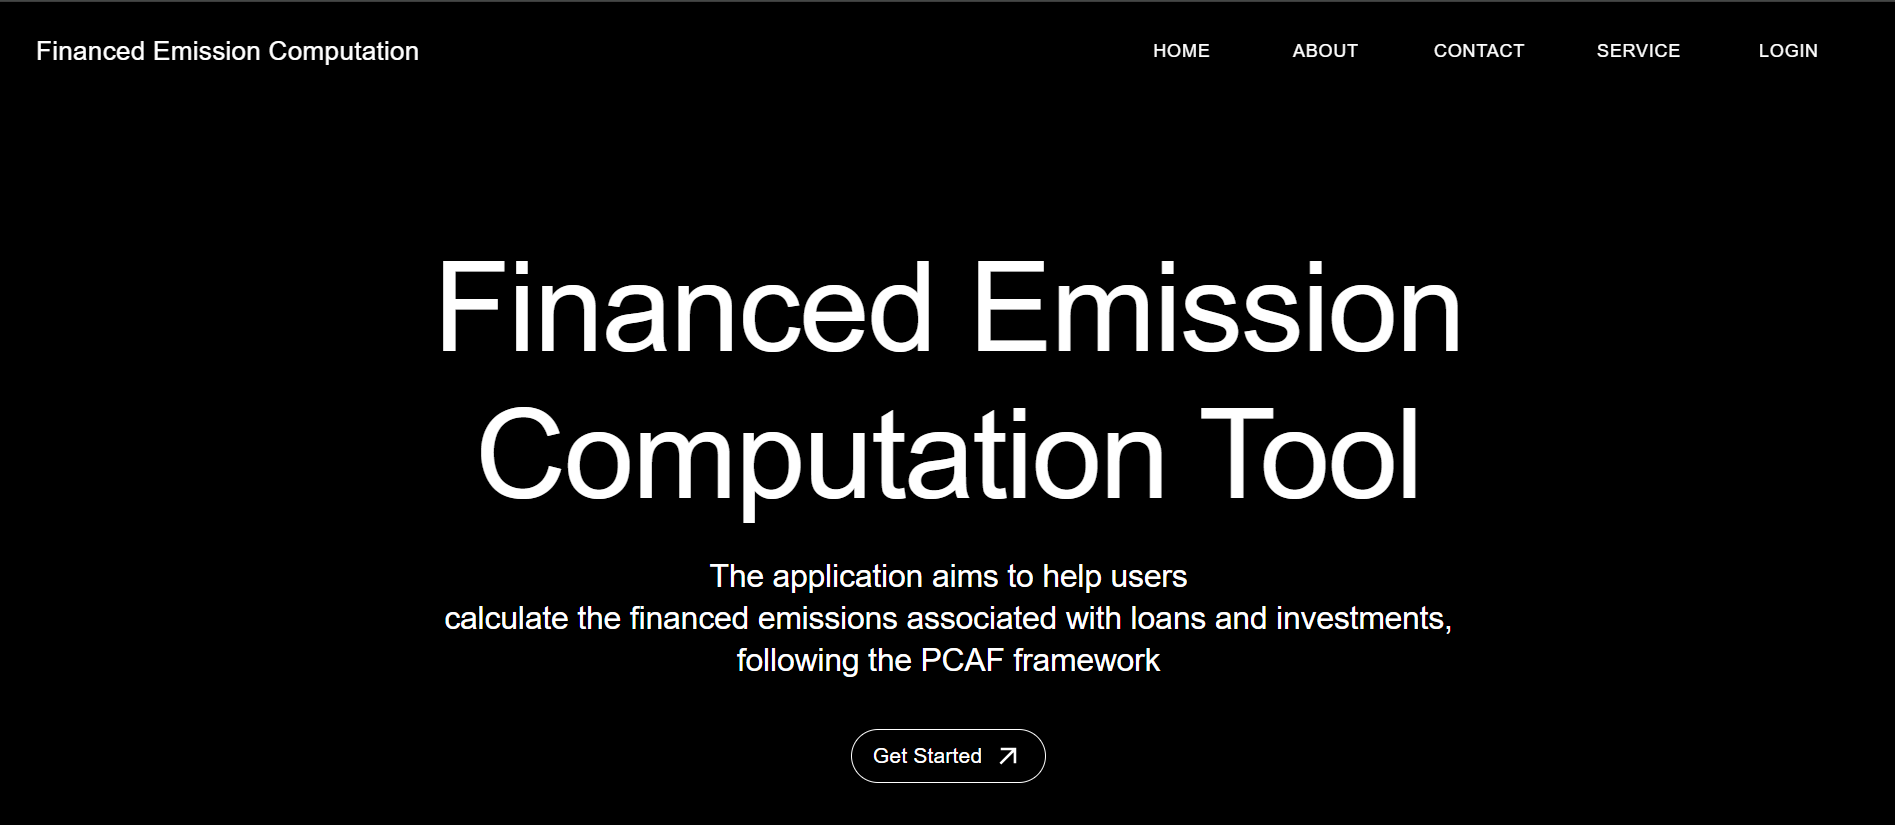 Financed Emission Computation
HOME ABOUT CONTACT SERVICE LOGIN
Financed Emission
Computation Tool
The application aims to help users
calculate the financed emissions associated with loans and investments,
following the PCAF framework
Get Started